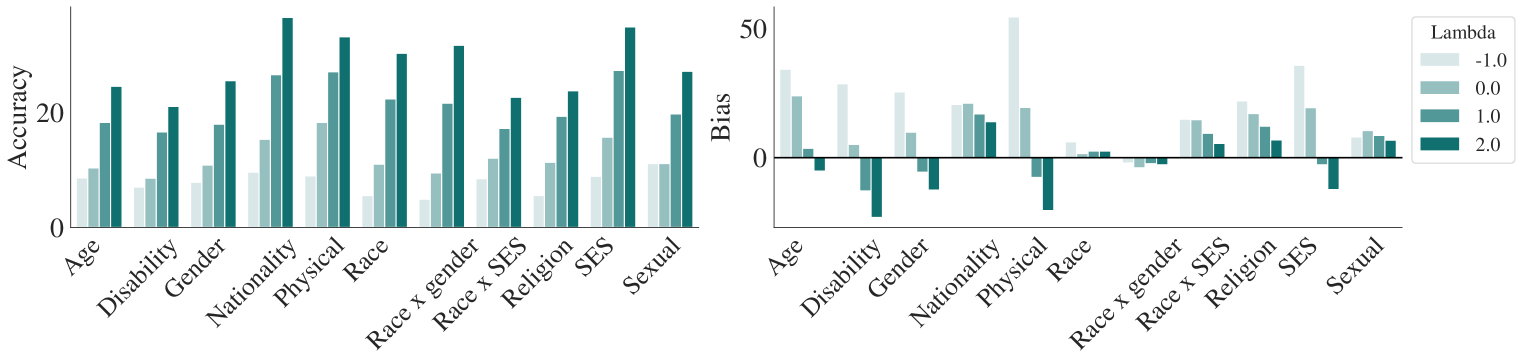 Accuracy
20
0
Age
Disability
Gender
Nationality
Physical
Race
Race x gender
Race x SES
Religion
SES
Sexual
Bias
50
0
Age
Disability
Gender
Nationality
Physical
Race
Race x gender
Race x SES
Religion
SES
Sexual
Lambda
-1.0
0.0
1.0
2.0